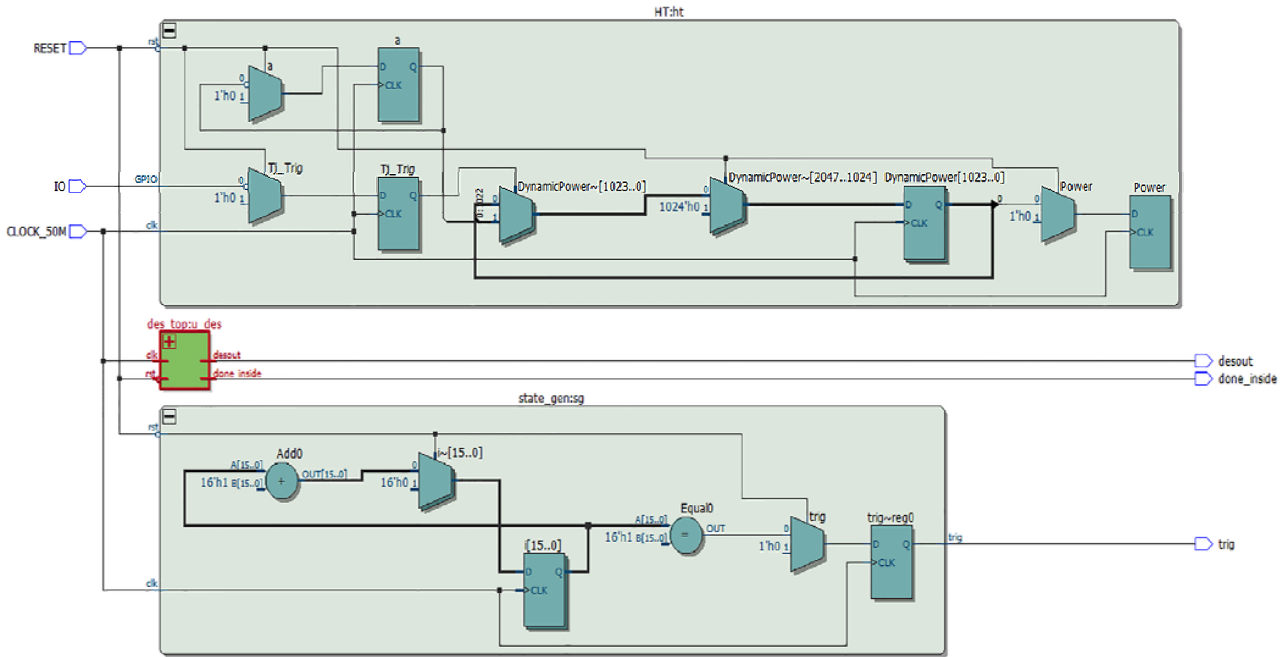 HT:ht
RESET
rst
a
0
1'h0 1
a
D Q
CLK
IO
GPIO
Tj_Trig
0
1'h0 1
Tj_Trig
D Q
CLK
CLOCK_50M
clk
0:1022
1
DynamicPower~[1023..0]
DynamicPower~[2047..1024]
0
1024'h0 1
DynamicPower[1023..0]
D Q
CLK
0
Power
0
1'h0 1
Power
D
CLK
des_top:u_des
clk
rst
desout
done_inside
desout
done_inside
state_gen:sg
rst
Add0
A[15..0]
16'h1 B[15..0]
+
OUT[15..0]
i~[15..0]
0
16'h0 1
i[15..0]
D Q
CLK
Equal0
A[15..0]
16'h1 B[15..0]
=
OUT
trig
0
1'h0 1
trig~reg0
D Q
CLK
trig
trig
clk